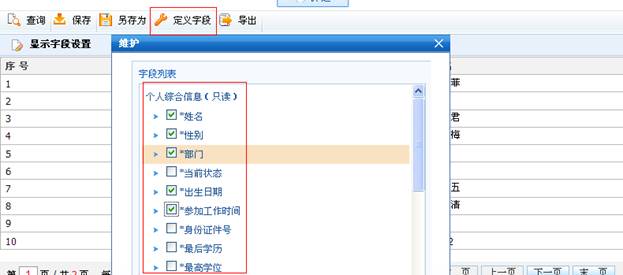 查询 保存 另存为 定义字段 导出
显示字段设置
维护
序 号
字段列表
个人综合信息（只读）
1 菲
*姓名
2
*性别
3 君
*部门
4 梅
*当前状态
5
6
*出生日期
7 五
*参加工作时间
8 清
*身份证件号
9
*最后学历
10 2
*最高学位
第 1 页/共2页 每 页 上一页 下一页 末 页